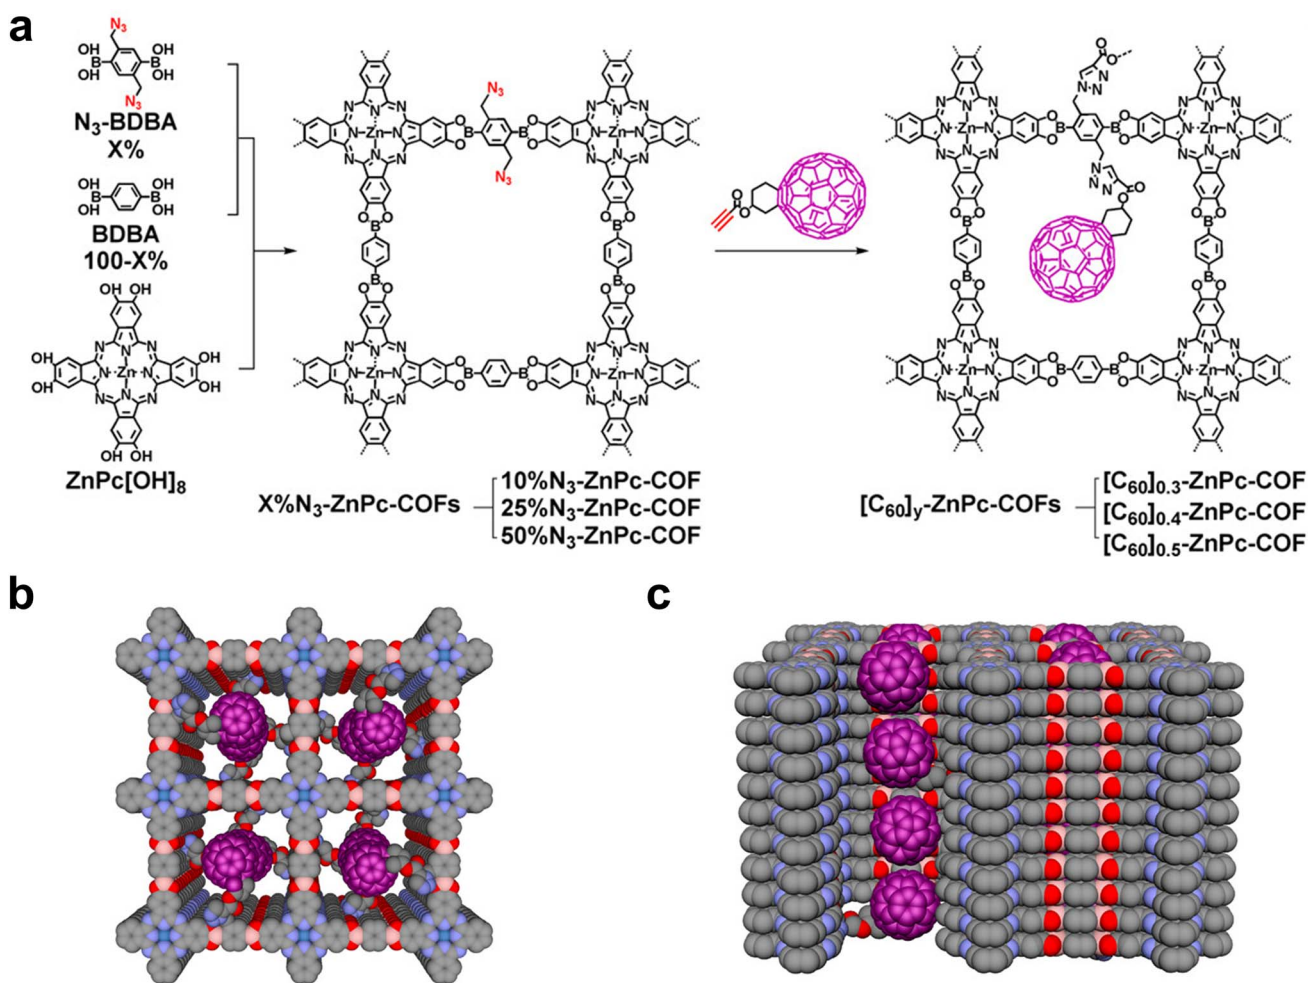 a
N₃
OH
OH
B
B
OH
OH
N₃
N₃-BDBA
X%
OH
OH
B
B
OH
OH
BDBA
100-X%
OH OH
OH
OH
N
N
N
N
N
Zn
N
N
N
OH
OH
OH OH
ZnPc[OH]₈
N₃
N₃
X%N₃-ZnPc-COFs
10%N₃-ZnPc-COF
25%N₃-ZnPc-COF
50%N₃-ZnPc-COF
O
O
[C₆₀]y-ZnPc-COFs
[C₆₀]₀.₃-ZnPc-COF
[C₆₀]₀.₄-ZnPc-COF
[C₆₀]₀.₅-ZnPc-COF
b
c